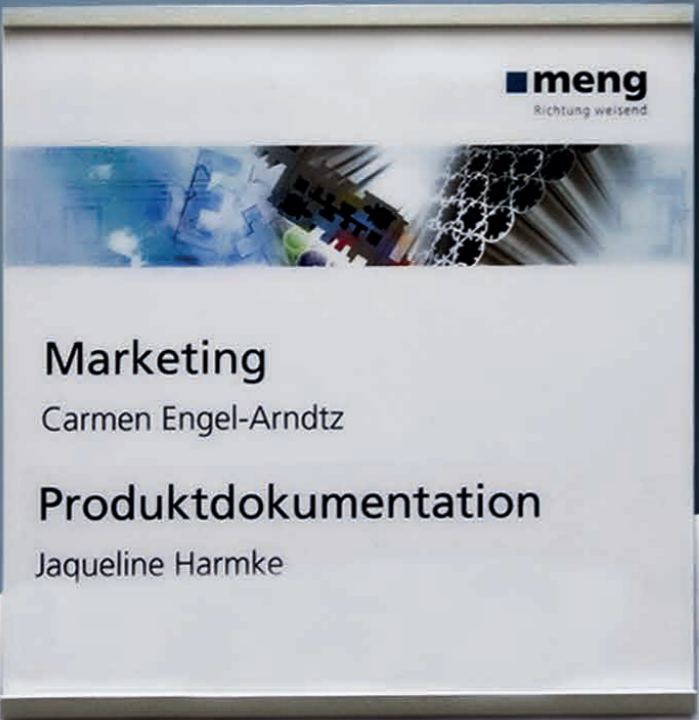 meng
Richtung weisend
Marketing
Carmen Engel-Arndtz
Produktdokumentation
Jaqueline Harmke